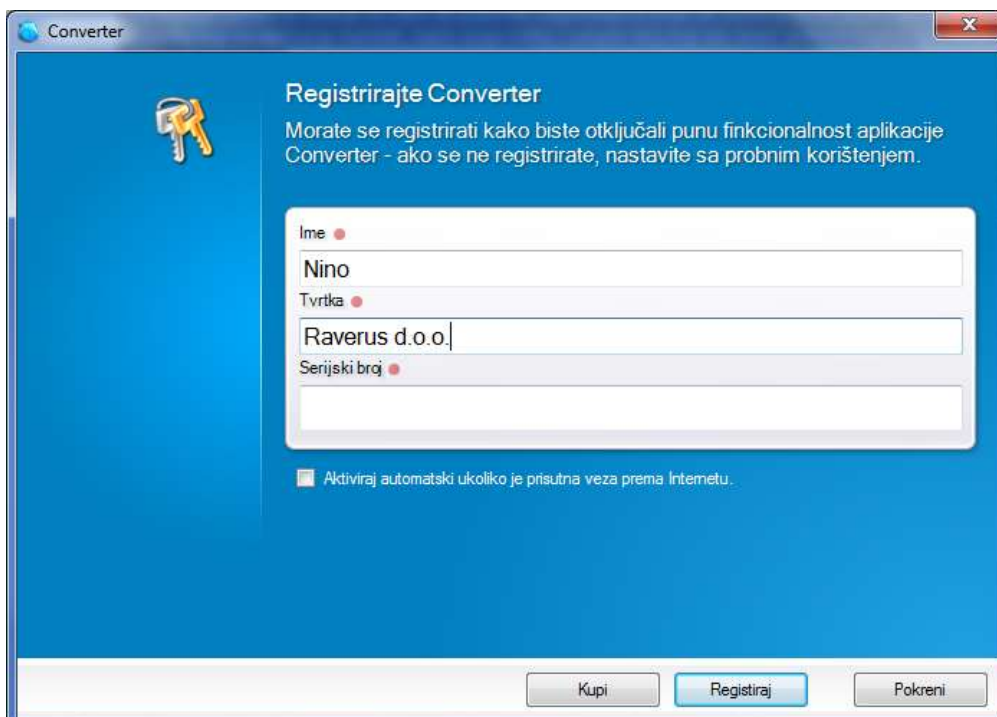 Converter
Registrirajte Converter
Morate se registrirati kako biste otključali punu finkcionalnost aplikacije
Converter - ako se ne registrirate, nastavite sa probnim korištenjem.
Ime
Nino
Tvrtka
Raverus d.o.o.
Serijski broj
Aktiviraj automatski ukoliko je prisutna veza prema Internetu.
Kupi
Registiraj
Pokreni